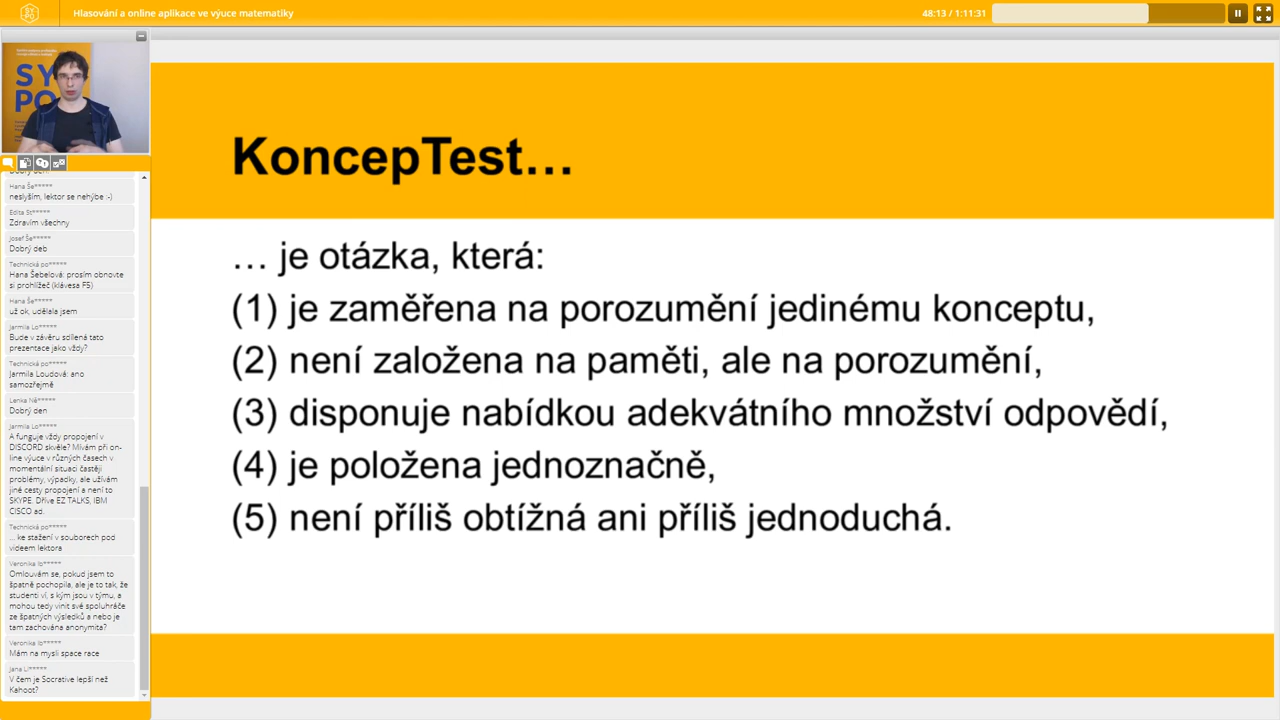 SY
PO
Hlasování a online aplikace ve výuce matematiky
48:13 / 1:11:31
SY
PO
Dobrý den!
Hana Še*****
neslyším, lektor se nehýbe :-)
Edita St*****
Zdravím všechny
Josef Še*****
Dobrý deb
Technická po*****
Hana Šebelová: prosím obnovte
si prohlížeč (klávesa F5)
Hana Še*****
už ok, udělala jsem
Jarmila Lo*****
Bude v závěru sdílená tato
prezentace jako vždy?
Technická po*****
Jarmila Loudová: ano
samozřejmě
Lenka Ně*****
Dobrý den
Jarmila Lo*****
A funguje vždy propojení v
DISCORD skvěle? Mívám při on-
line výuce v různých časech v
momentální situaci častěji
problémy, výpadky, ale užívám
jiné cesty propojení a není to
SKYPE. Dříve EZ TALKS, IBM
CISCO ad.
Technická po*****
... ke stažení v souborech pod
videem lektora
Veronika Io*****
Omlouvám se, pokud jsem to
špatně pochopila, ale je to tak, že
studenti ví, s kým jsou v týmu, a
mohou tedy vinit své spoluhráče
ze špatných výsledků a nebo je
tam zachována anonymita?
Veronika Io*****
Mám na mysli space race
Jana Li*****
V čem je Socrative lepší než
Kahoot?
KoncepTest…
… je otázka, která:
(1) je zaměřena na porozumění jedinému konceptu,
(2) není založena na paměti, ale na porozumění,
(3) disponuje nabídkou adekvátního množství odpovědí,
(4) je položena jednoznačně,
(5) není příliš obtížná ani příliš jednoduchá.